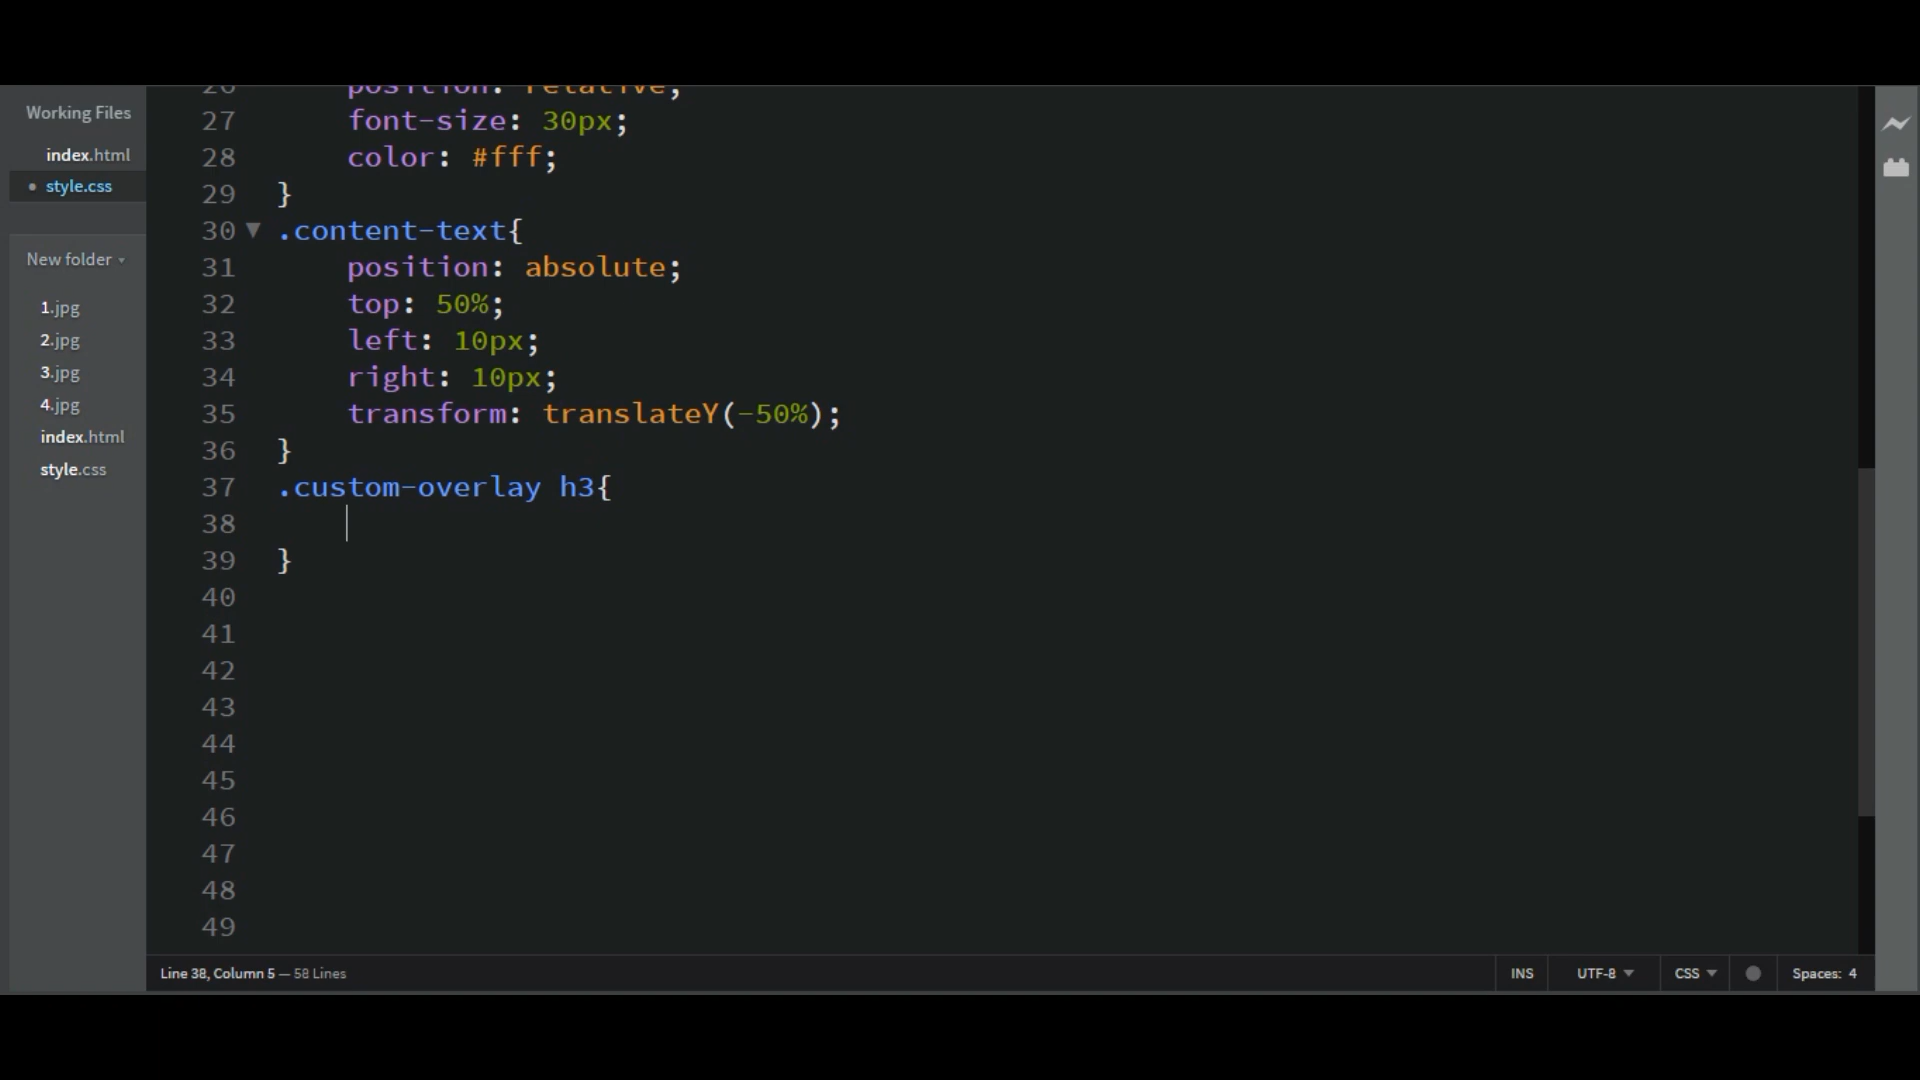 Working Files
index.html
style.css
New folder
1.jpg
2.jpg
3.jpg
4.jpg
index.html
style.css
26 position: relative;
27 font-size: 30px;
28 color: #fff;
29 }
30 .content-text{
31 position: absolute;
32 top: 50%;
33 left: 10px;
34 right: 10px;
35 transform: translateY(-50%);
36 }
37 .custom-overlay h3{
38
39 }
40
41
42
43
44
45
46
47
48
49
Line 38, Column 5 — 58 Lines
INS UTF-8 CSS Spaces: 4